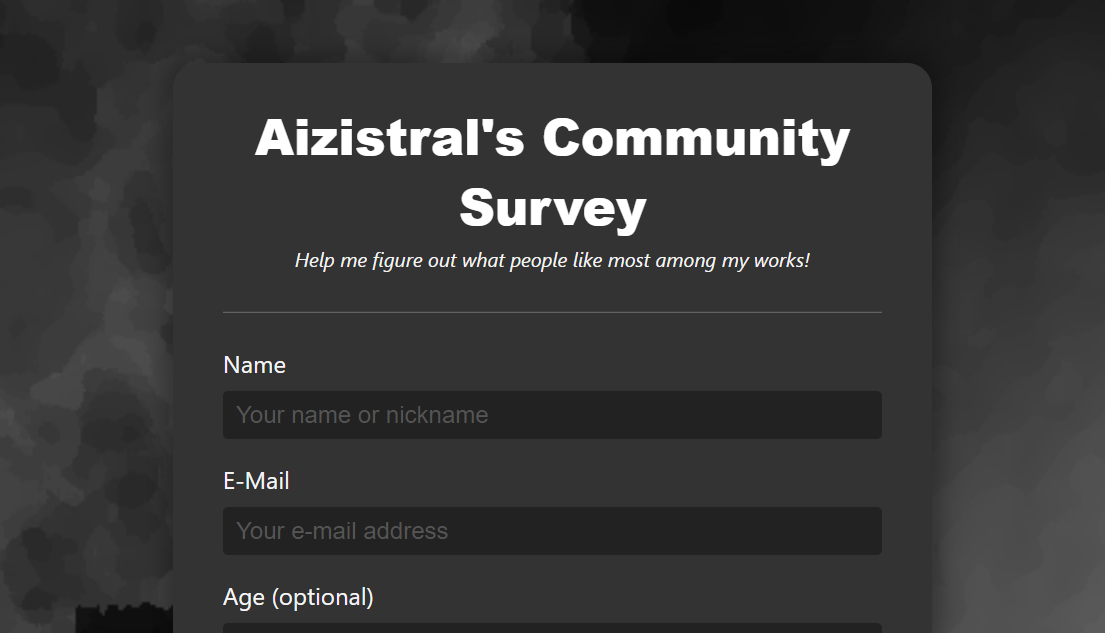 Aizistral's Community
Survey
Help me figure out what people like most among my works!
Name
Your name or nickname
E-Mail
Your e-mail address
Age (optional)